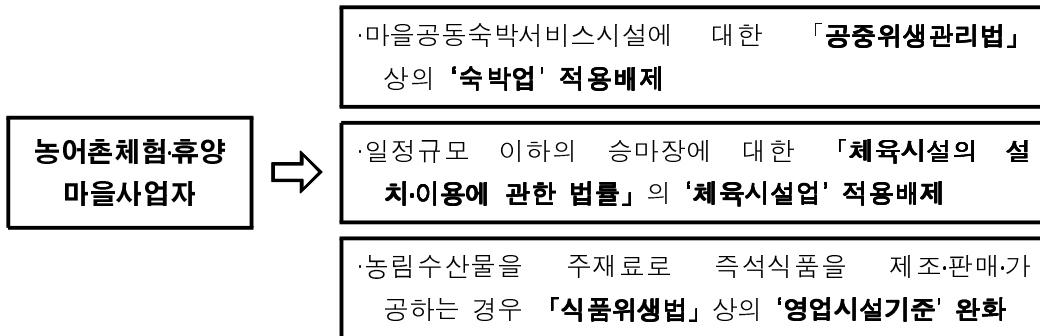 농어촌체험·휴양
마을사업자
·마을공동숙박서비스시설에 대한 「공중위생관리법」
상의 '숙박업' 적용배제
·일정규모 이하의 승마장에 대한 「체육시설의 설
치·이용에 관한 법률」의 '체육시설업' 적용배제
·농림수산물을 주재료로 즉석식품을 제조·판매·가
공하는 경우 「식품위생법」상의 '영업시설기준' 완화